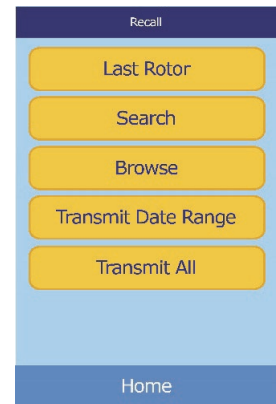 Recall
Last Rotor
Search
Browse
Transmit Date Range
Transmit All
Home